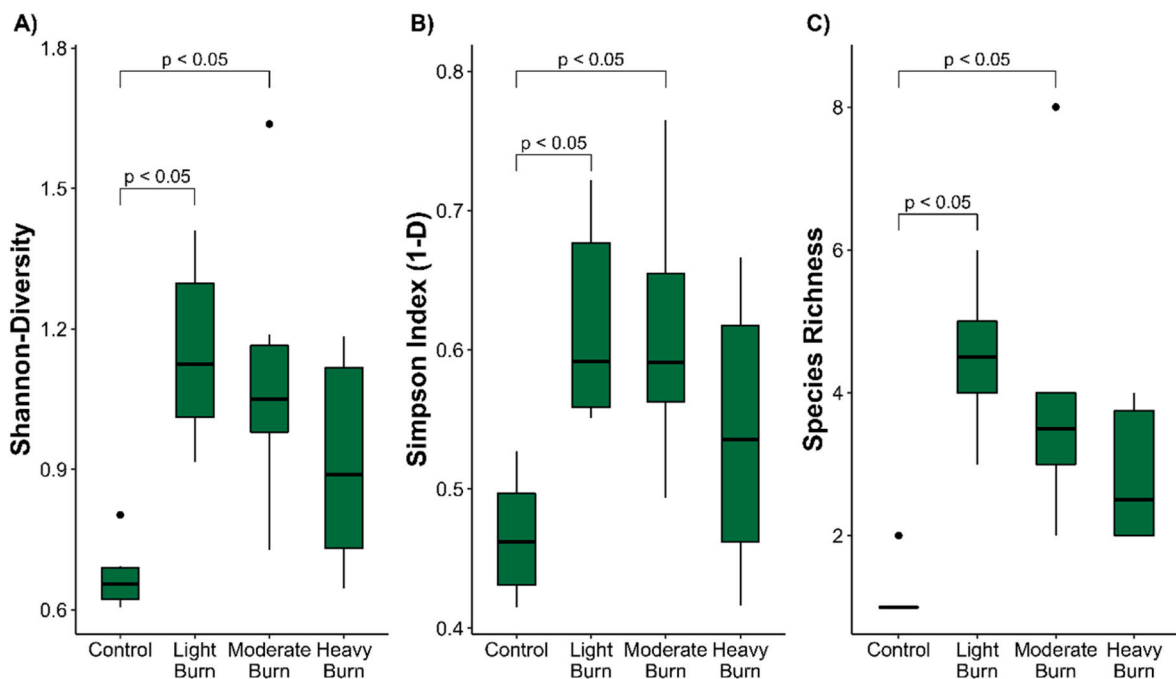 A)
Shannon-Diversity
1.8
1.5
1.2
0.9
0.6
p < 0.05
p < 0.05
Control
Light
Burn
Moderate
Burn
Heavy
Burn
B)
Simpson Index (1-D)
0.8
0.7
0.6
0.5
0.4
p < 0.05
p < 0.05
Control
Light
Burn
Moderate
Burn
Heavy
Burn
C)
Species Richness
8
6
4
2
p < 0.05
p < 0.05
Control
Light
Burn
Moderate
Burn
Heavy
Burn